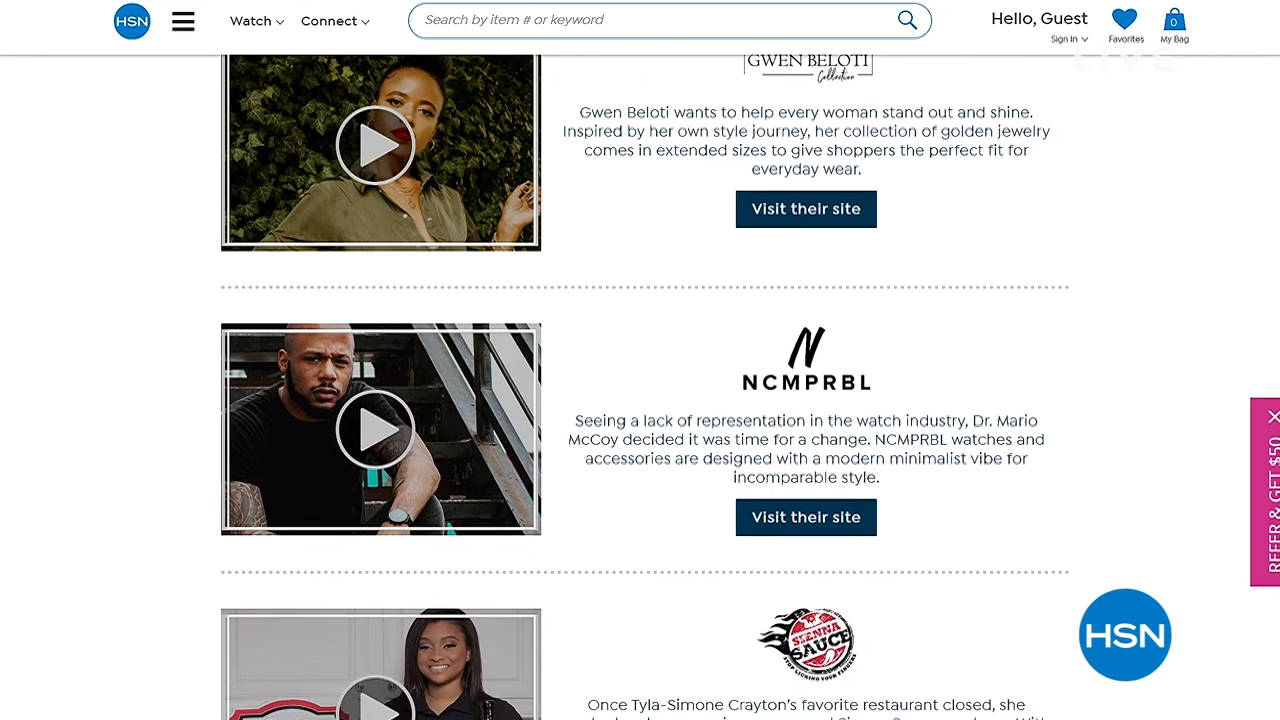 HSN
Watch
Connect
Search by item # or keyword
Hello, Guest
Sign In
Favorites
0
My Bag
LIVE
GWEN BELOTI
Collection
Gwen Beloti wants to help every woman stand out and shine.
Inspired by her own style journey, her collection of golden jewelry
comes in extended sizes to give shoppers the perfect fit for
everyday wear.
Visit their site
N
NCMPRBL
Seeing a lack of representation in the watch industry, Dr. Mario
McCoy decided it was time for a change. NCMPRBL watches and
accessories are designed with a modern minimalist vibe for
incomparable style.
Visit their site
REFER & GET $50
SIENNA
SAUCE
STOP LICKING YOUR FINGERS
HSN
Once Tyla-Simone Crayton's favorite restaurant closed, she